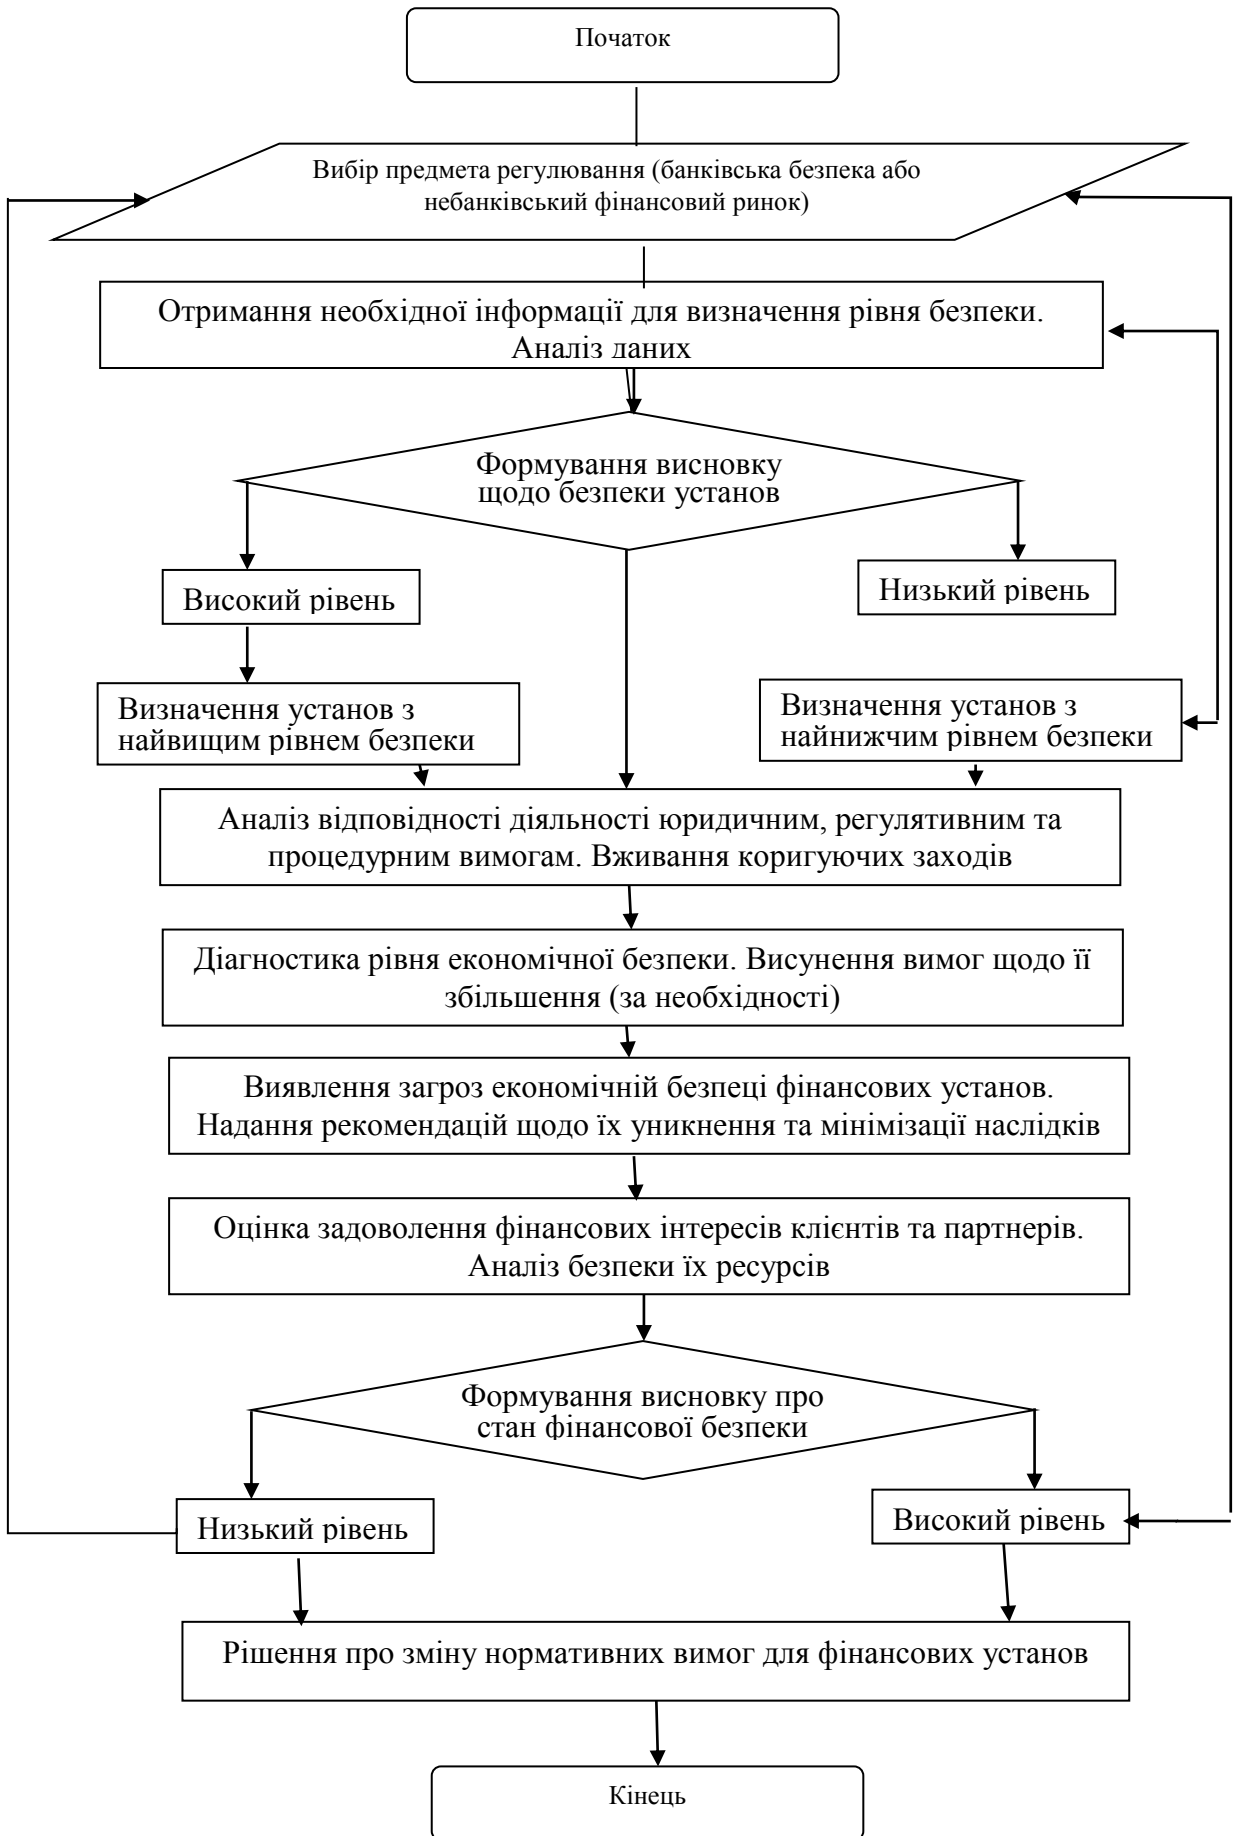 Початок
Вибір предмета регулювання (банківська безпека або
небанківський фінансовий ринок)
Отримання необхідної інформації для визначення рівня безпеки.
Аналіз даних
Формування висновку
щодо безпеки установ
Високий рівень
Низький рівень
Визначення установ з
найвищим рівнем безпеки
Визначення установ з
найнижчим рівнем безпеки
Аналіз відповідності діяльності юридичним, регулятивним та
процедурним вимогам. Вживання коригуючих заходів
Діагностика рівня економічної безпеки. Висунення вимог щодо її
збільшення (за необхідності)
Виявлення загроз економічній безпеці фінансових установ.
Надання рекомендацій щодо їх уникнення та мінімізації наслідків
Оцінка задоволення фінансових інтересів клієнтів та партнерів.
Аналіз безпеки їх ресурсів
Формування висновку про
стан фінансової безпеки
Низький рівень
Високий рівень
Рішення про зміну нормативних вимог для фінансових установ
Кінець